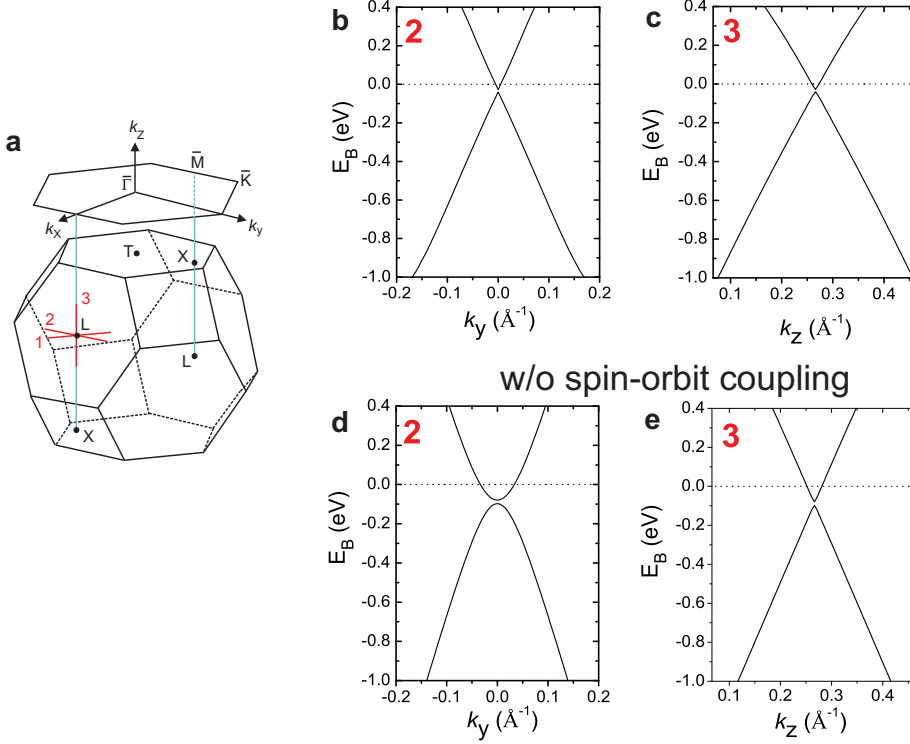 a
k_Z
M̅
Γ̅
K̅
k_X
k_y
T
X
3
2
L
1
L
X
b
2
0.4
0.2
0.0
-0.2
-0.4
-0.6
-0.8
-1.0
E_B (eV)
-0.2 -0.1 0.0 0.1 0.2
k_y (Å⁻¹)
c
3
0.4
0.2
0.0
-0.2
-0.4
-0.6
-0.8
-1.0
E_B (eV)
0.1 0.2 0.3 0.4
k_z (Å⁻¹)
w/o spin-orbit coupling
d
2
0.4
0.2
0.0
-0.2
-0.4
-0.6
-0.8
-1.0
E_B (eV)
-0.2 -0.1 0.0 0.1 0.2
k_y (Å⁻¹)
e
3
0.4
0.2
0.0
-0.2
-0.4
-0.6
-0.8
-1.0
E_B (eV)
0.1 0.2 0.3 0.4
k_z (Å⁻¹)